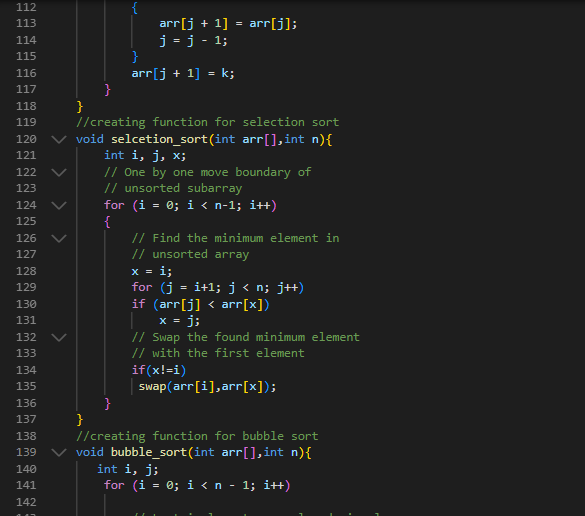 112 {
113 arr[j + 1] = arr[j];
114 j = j - 1;
115 }
116 arr[j + 1] = k;
117 }
118 }
119 //creating function for selection sort
120 void selcetion_sort(int arr[],int n){
121 int i, j, x;
122 // One by one move boundary of
123 // unsorted subarray
124 for (i = 0; i < n-1; i++)
125 {
126 // Find the minimum element in
127 // unsorted array
128 x = i;
129 for (j = i+1; j < n; j++)
130 if (arr[j] < arr[x])
131 x = j;
132 // Swap the found minimum element
133 // with the first element
134 if(x!=i)
135 swap(arr[i],arr[x]);
136 }
137 }
138 //creating function for bubble sort
139 void bubble_sort(int arr[],int n){
140 int i, j;
141 for (i = 0; i < n - 1; i++)
142